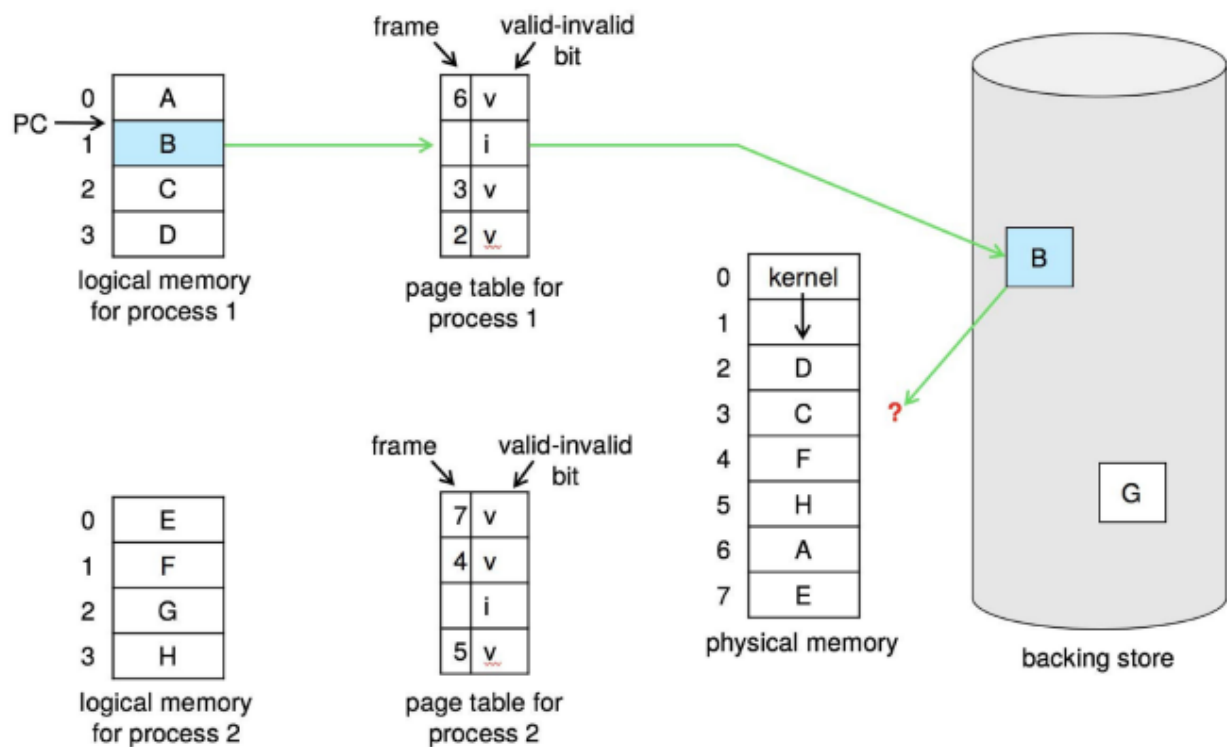 frame
valid-invalid
bit
PC
0 A
1 B
2 C
3 D
logical memory
for process 1
6 v
i
3 v
2 v
page table for
process 1
0 kernel
1
2 D
3 C
4 F
5 H
6 A
7 E
physical memory
?
B
G
backing store
frame
valid-invalid
bit
0 E
1 F
2 G
3 H
logical memory
for process 2
7 v
4 v
i
5 v
page table for
process 2